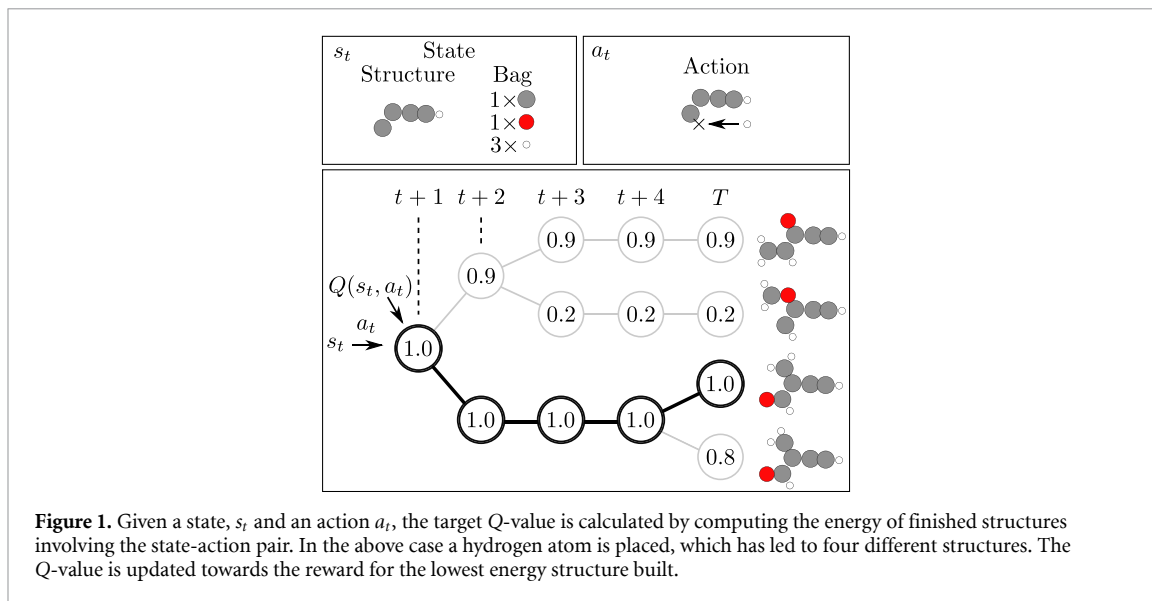 s_t State
Structure Bag
1×
1×
3×
a_t
Action
×
t + 1 t + 2 t + 3 t + 4 T
0.9 0.9 0.9
0.9
Q(s_t, a_t)
0.2 0.2 0.2
a_t
s_t 1.0
1.0
1.0 1.0 1.0
0.8
Figure 1. Given a state, s_t and an action a_t, the target Q-value is calculated by computing the energy of finished structures
involving the state-action pair. In the above case a hydrogen atom is placed, which has led to four different structures. The
Q-value is updated towards the reward for the lowest energy structure built.